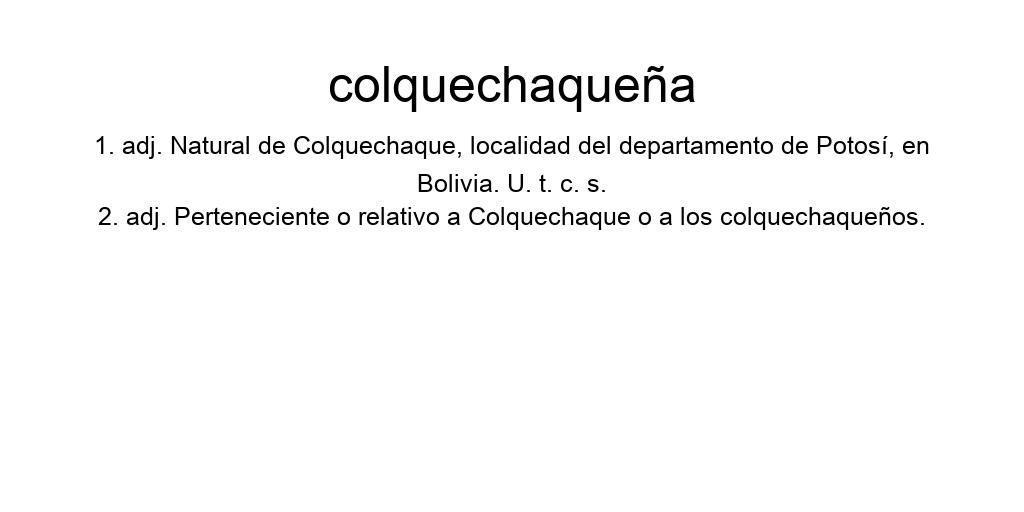 colquechaqueña
1. adj. Natural de Colquechaque, localidad del departamento de Potosí, en
Bolivia. U. t. c. s.
2. adj. Perteneciente o relativo a Colquechaque o a los colquechaqueños.